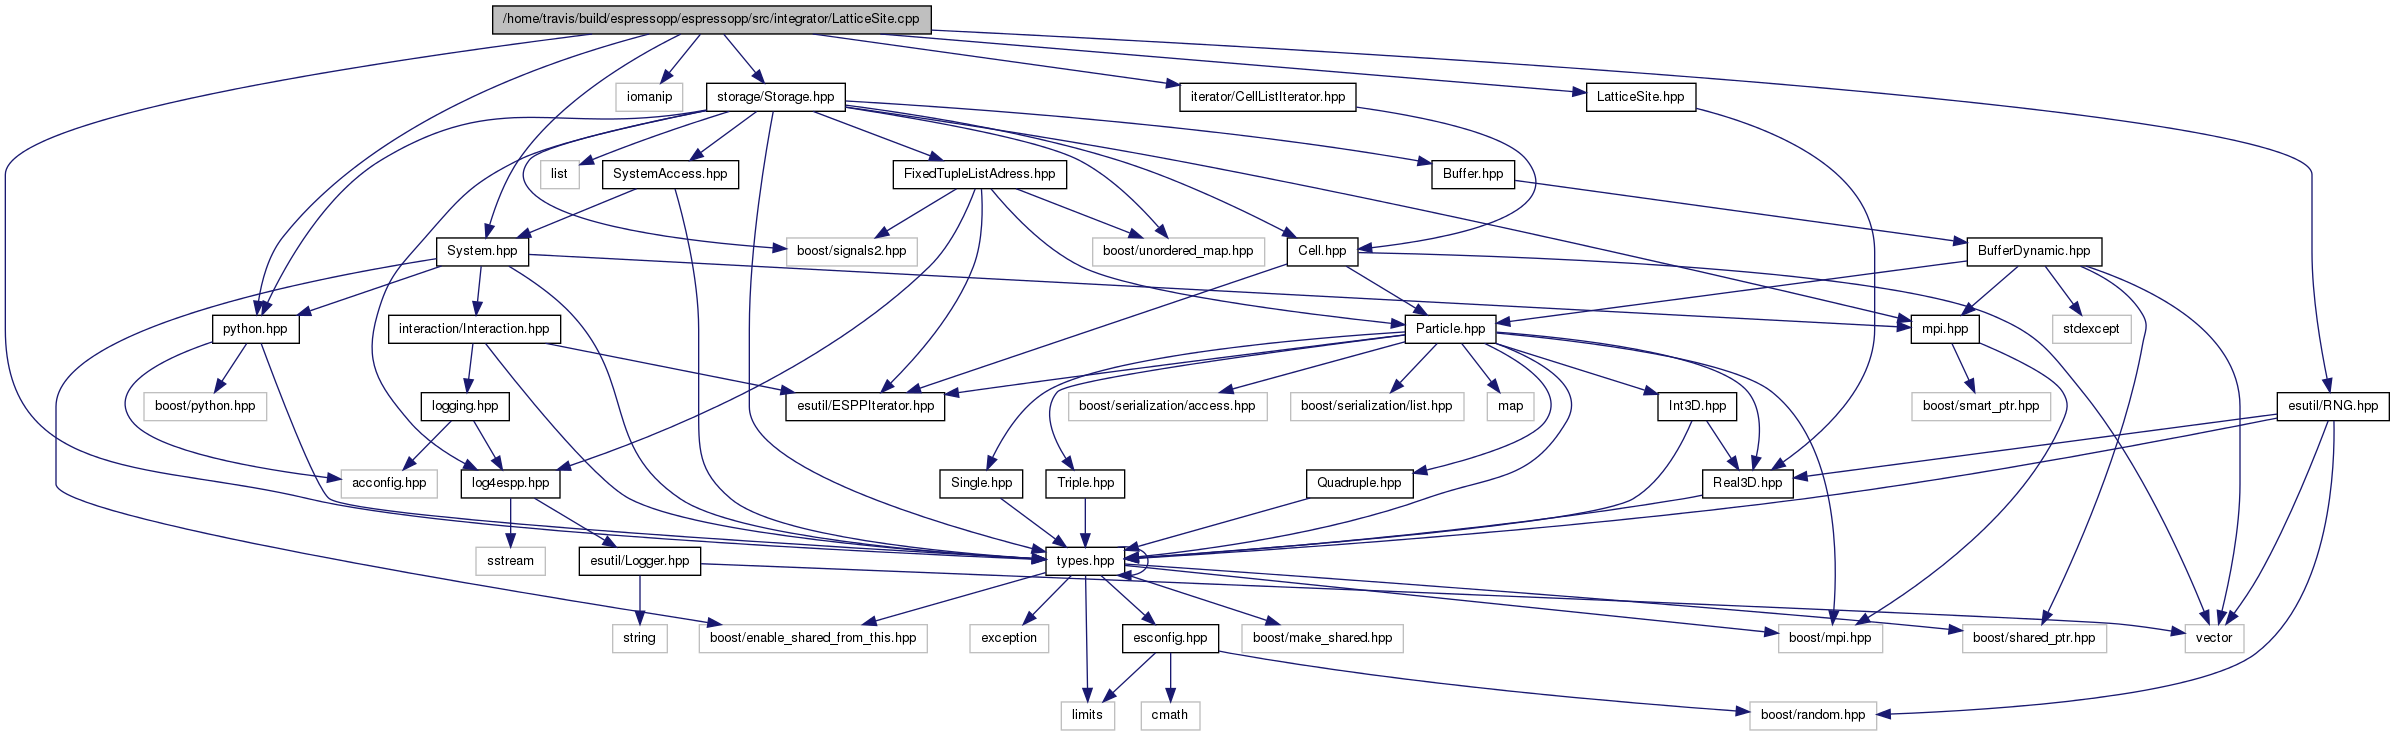 /home/travis/build/espressopp/espressopp/src/integrator/LatticeSite.cpp
iomanip
storage/Storage.hpp
iterator/CellListIterator.hpp
LatticeSite.hpp
list
SystemAccess.hpp
FixedTupleListAdress.hpp
Buffer.hpp
System.hpp
boost/signals2.hpp
boost/unordered_map.hpp
Cell.hpp
BufferDynamic.hpp
python.hpp
interaction/Interaction.hpp
Particle.hpp
mpi.hpp
stdexcept
boost/python.hpp
logging.hpp
esutil/ESPPIterator.hpp
boost/serialization/access.hpp
boost/serialization/list.hpp
map
Int3D.hpp
boost/smart_ptr.hpp
esutil/RNG.hpp
acconfig.hpp
log4espp.hpp
Single.hpp
Triple.hpp
Quadruple.hpp
Real3D.hpp
sstream
esutil/Logger.hpp
types.hpp
string
boost/enable_shared_from_this.hpp
exception
esconfig.hpp
boost/make_shared.hpp
boost/mpi.hpp
boost/shared_ptr.hpp
vector
limits
cmath
boost/random.hpp